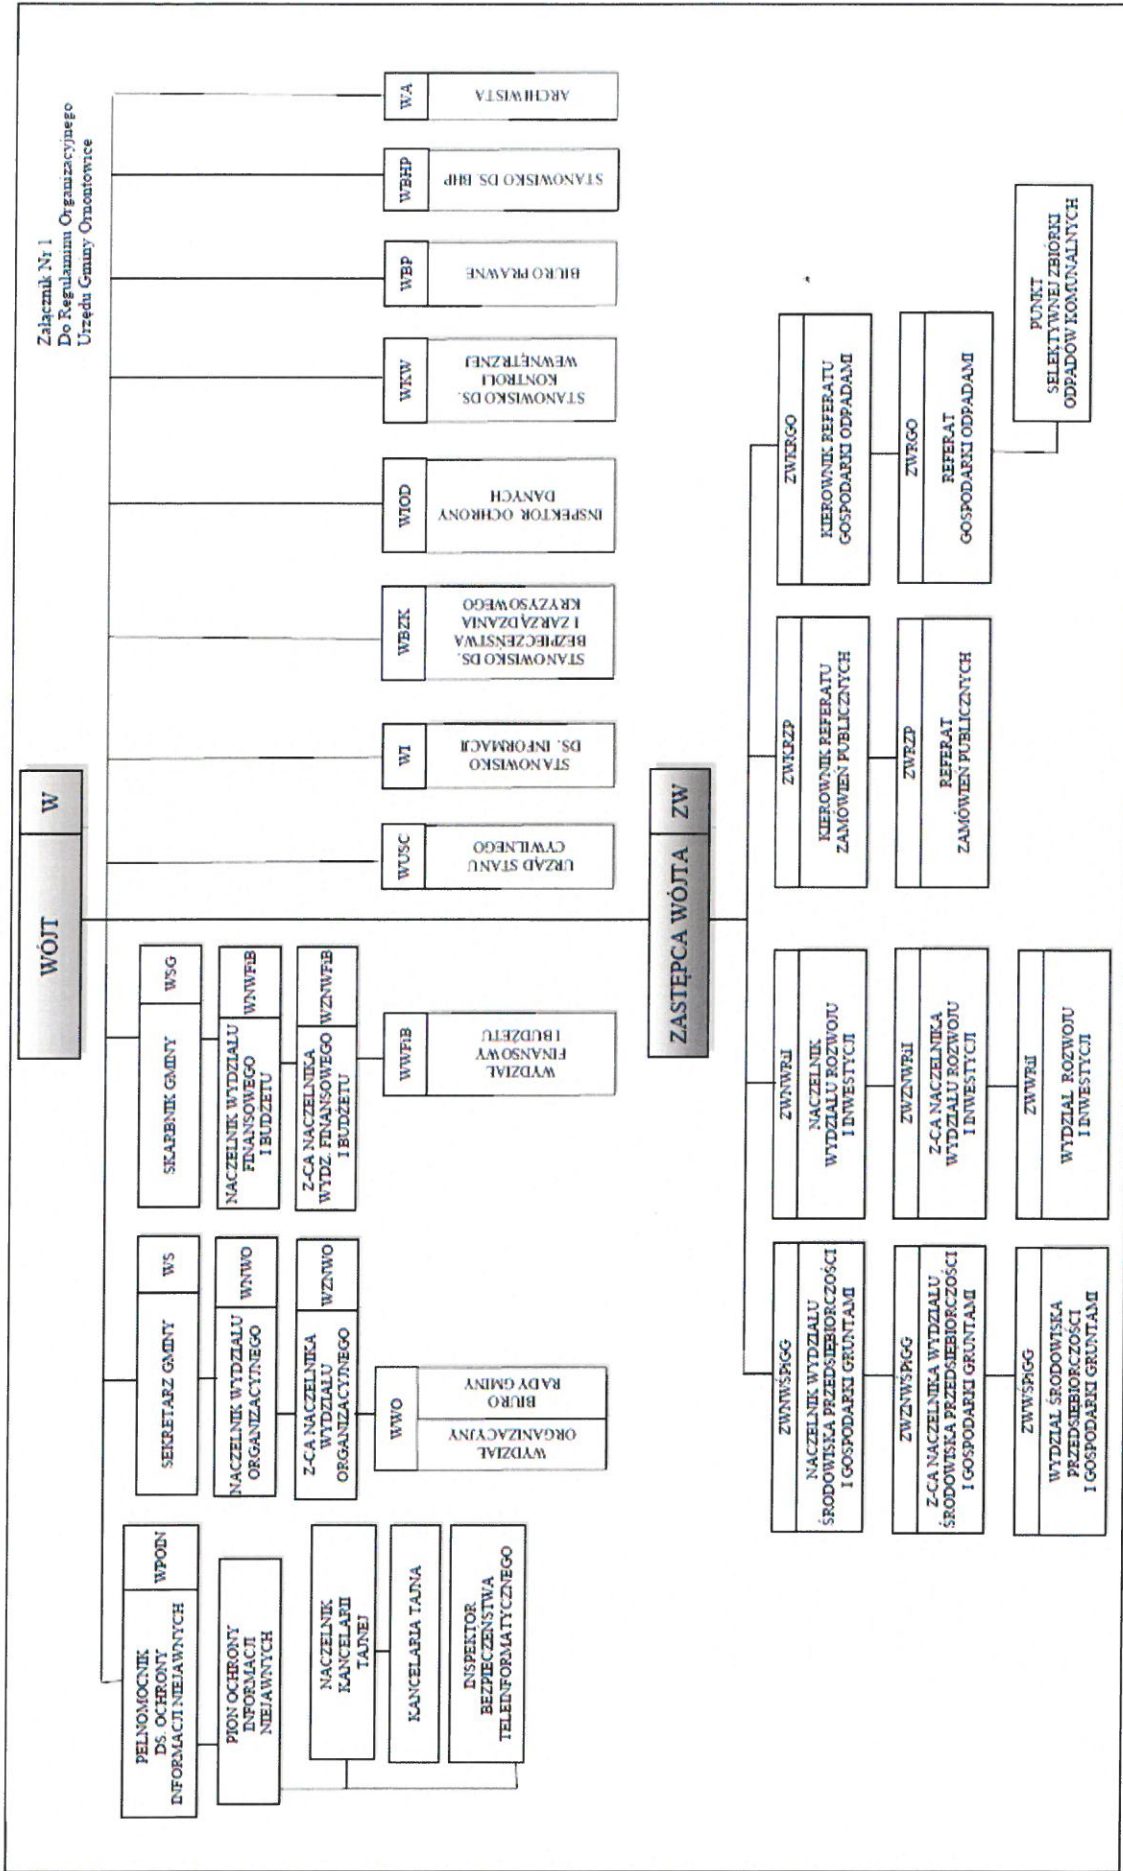 Załącznik Nr 1
Do Regulaminu Organizacyjnego
Urzędu Gminy Ornontowice
WÓJT
W
PEŁNOMOCNIK
DS. OCHRONY
INFORMACJI NIEJAWNYCH
WPOIN
PION OCHRONY
INFORMACJI
NIEJAWNYCH
NACZELNIK
KANCELARII
TAJNEJ
KANCELARIA TAJNA
INSPEKTOR
BEZPIECZEŃSTWA
TELEINFORMATYCZNEGO
SEKRETARZ GMINY
WS
NACZELNIK WYDZIAŁU
ORGANIZACYJNEGO
WNWO
Z-CA NACZELNIKA
WYDZIAŁU
ORGANIZACYJNEGO
WZNWO
WWO
WYDZIAŁ
ORGANIZACYJNY
BIURO
RADY GMINY
SKARBNIK GMINY
WSG
NACZELNIK WYDZIAŁU
FINANSOWEGO
I BUDŻETU
WNWFiB
Z-CA NACZELNIKA
WYDZ. FINANSOWEGO
I BUDŻETU
WZNWFiB
WWFiB
WYDZIAŁ
FINANSOWY
I BUDŻETU
WUSC
URZĄD STANU
CYWILNEGO
WI
STANOWISKO
DS. INFORMACJI
WBZK
STANOWISKO DS.
BEZPIECZEŃSTWA
I ZARZĄDZANIA
KRYZYSOWEGO
WIOD
INSPEKTOR OCHRONY
DANYCH
WKW
STANOWISKO DS.
KONTROLI
WEWNĘTRZNEJ
WBP
BIURO PRAWNE
WBHP
STANOWISKO DS. BHP
WA
ARCHIWISTA
ZASTĘPCA WÓJTA
ZW
ZWNWŚPiGG
NACZELNIK WYDZIAŁU
ŚRODOWISKA PRZEDSIĘBIORCZOŚCI
I GOSPODARKI GRUNTAMI
ZWZNWŚPiGG
Z-CA NACZELNIKA WYDZIAŁU
ŚRODOWISKA PRZEDSIĘBIORCZOŚCI
I GOSPODARKI GRUNTAMI
ZWWŚPiGG
WYDZIAŁ ŚRODOWISKA
PRZEDSIĘBIORCZOŚCI
I GOSPODARKI GRUNTAMI
ZWNWRiI
NACZELNIK
WYDZIAŁU ROZWOJU
I INWESTYCJI
ZWZNWRiI
Z-CA NACZELNIKA
WYDZIAŁU ROZWOJU
I INWESTYCJI
ZWWRiI
WYDZIAŁ ROZWOJU
I INWESTYCJI
ZWKRZP
KIEROWNIK REFERATU
ZAMÓWIEŃ PUBLICZNYCH
ZWRZP
REFERAT
ZAMÓWIEŃ PUBLICZNYCH
ZWKRGO
KIEROWNIK REFERATU
GOSPODARKI ODPADAMI
ZWRGO
REFERAT
GOSPODARKI ODPADAMI
PUNKT
SELEKTYWNEJ ZBIÓRKI
ODPADÓW KOMUNALNYCH